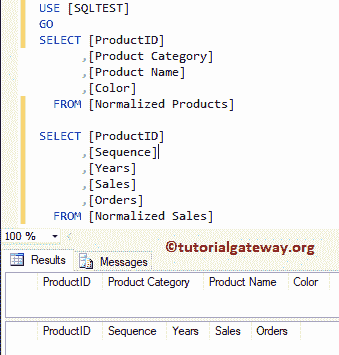 USE [SQLTEST]
GO
SELECT [ProductID]
,[Product Category]
,[Product Name]
,[Color]
FROM [Normalized Products]
SELECT [ProductID]
,[Sequence]
,[Years]
,[Sales]
,[Orders]
FROM [Normalized Sales]
100 %
©tutorialgateway.org
Results Messages
ProductID Product Category Product Name Color
ProductID Sequence Years Sales Orders